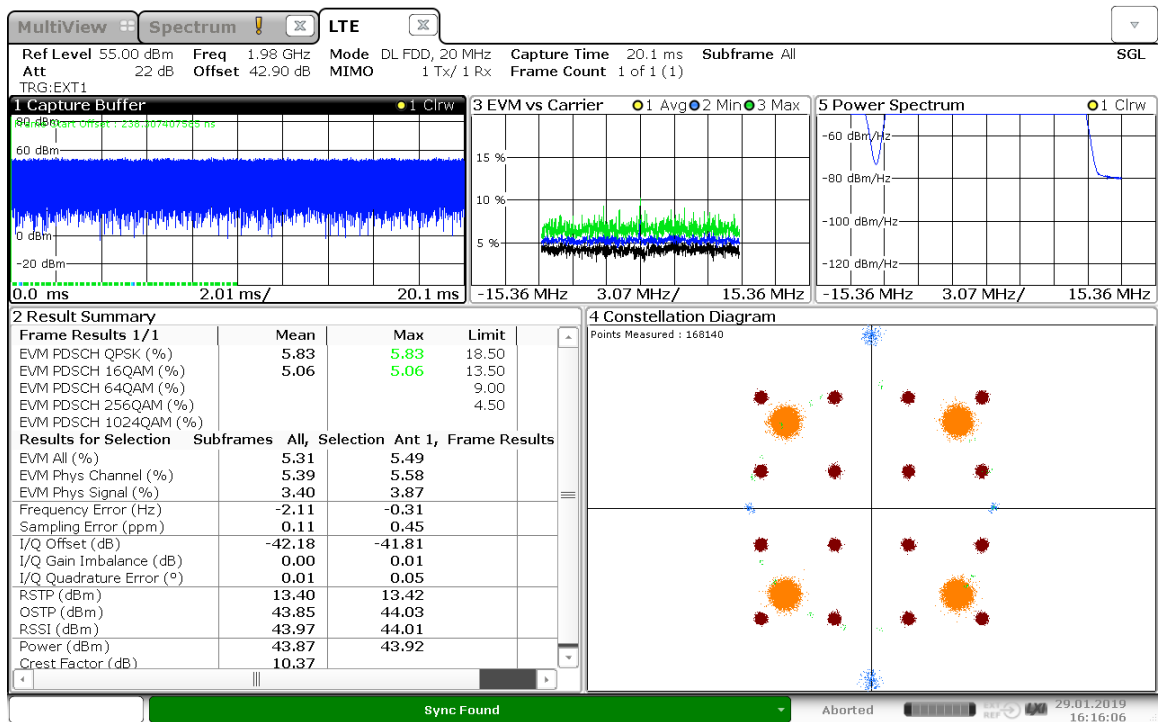 MultiView Spectrum LTE
Ref Level 55.00 dBm Freq 1.98 GHz Mode DL FDD, 20 MHz Capture Time 20.1 ms Subframe All SGL
Att 22 dB Offset 42.90 dB MIMO 1 Tx/ 1 Rx Frame Count 1 of 1 (1)
TRG:EXT1
1 Capture Buffer 1 Clrw
80 dBm
60 dBm
0 dBm
-20 dBm
0.0 ms 2.01 ms/ 20.1 ms
3 EVM vs Carrier 1 Avg 2 Min 3 Max
15 %
10 %
5 %
-15.36 MHz 3.07 MHz/ 15.36 MHz
5 Power Spectrum 1 Clrw
-60 dBm/Hz
-80 dBm/Hz
-100 dBm/Hz
-120 dBm/Hz
-15.36 MHz 3.07 MHz/ 15.36 MHz
2 Result Summary
Frame Results 1/1 Mean Max Limit
EVM PDSCH QPSK (%) 5.83 5.83 18.50
EVM PDSCH 16QAM (%) 5.06 5.06 13.50
EVM PDSCH 64QAM (%) 9.00
EVM PDSCH 256QAM (%) 4.50
EVM PDSCH 1024QAM (%)
Results for Selection Subframes All, Selection Ant 1, Frame Results
EVM All (%) 5.31 5.49
EVM Phys Channel (%) 5.39 5.58
EVM Phys Signal (%) 3.40 3.87
Frequency Error (Hz) -2.11 -0.31
Sampling Error (ppm) 0.11 0.45
I/Q Offset (dB) -42.18 -41.81
I/Q Gain Imbalance (dB) 0.00 0.01
I/Q Quadrature Error (°) 0.01 0.05
RSTP (dBm) 13.40 13.42
OSTP (dBm) 43.85 44.03
RSSI (dBm) 43.97 44.01
Power (dBm) 43.87 43.92
Crest Factor (dB) 10.37
4 Constellation Diagram
Points Measured : 168140
Sync Found
Aborted
EXT
REF
LXI
29.01.2019
16:16:06